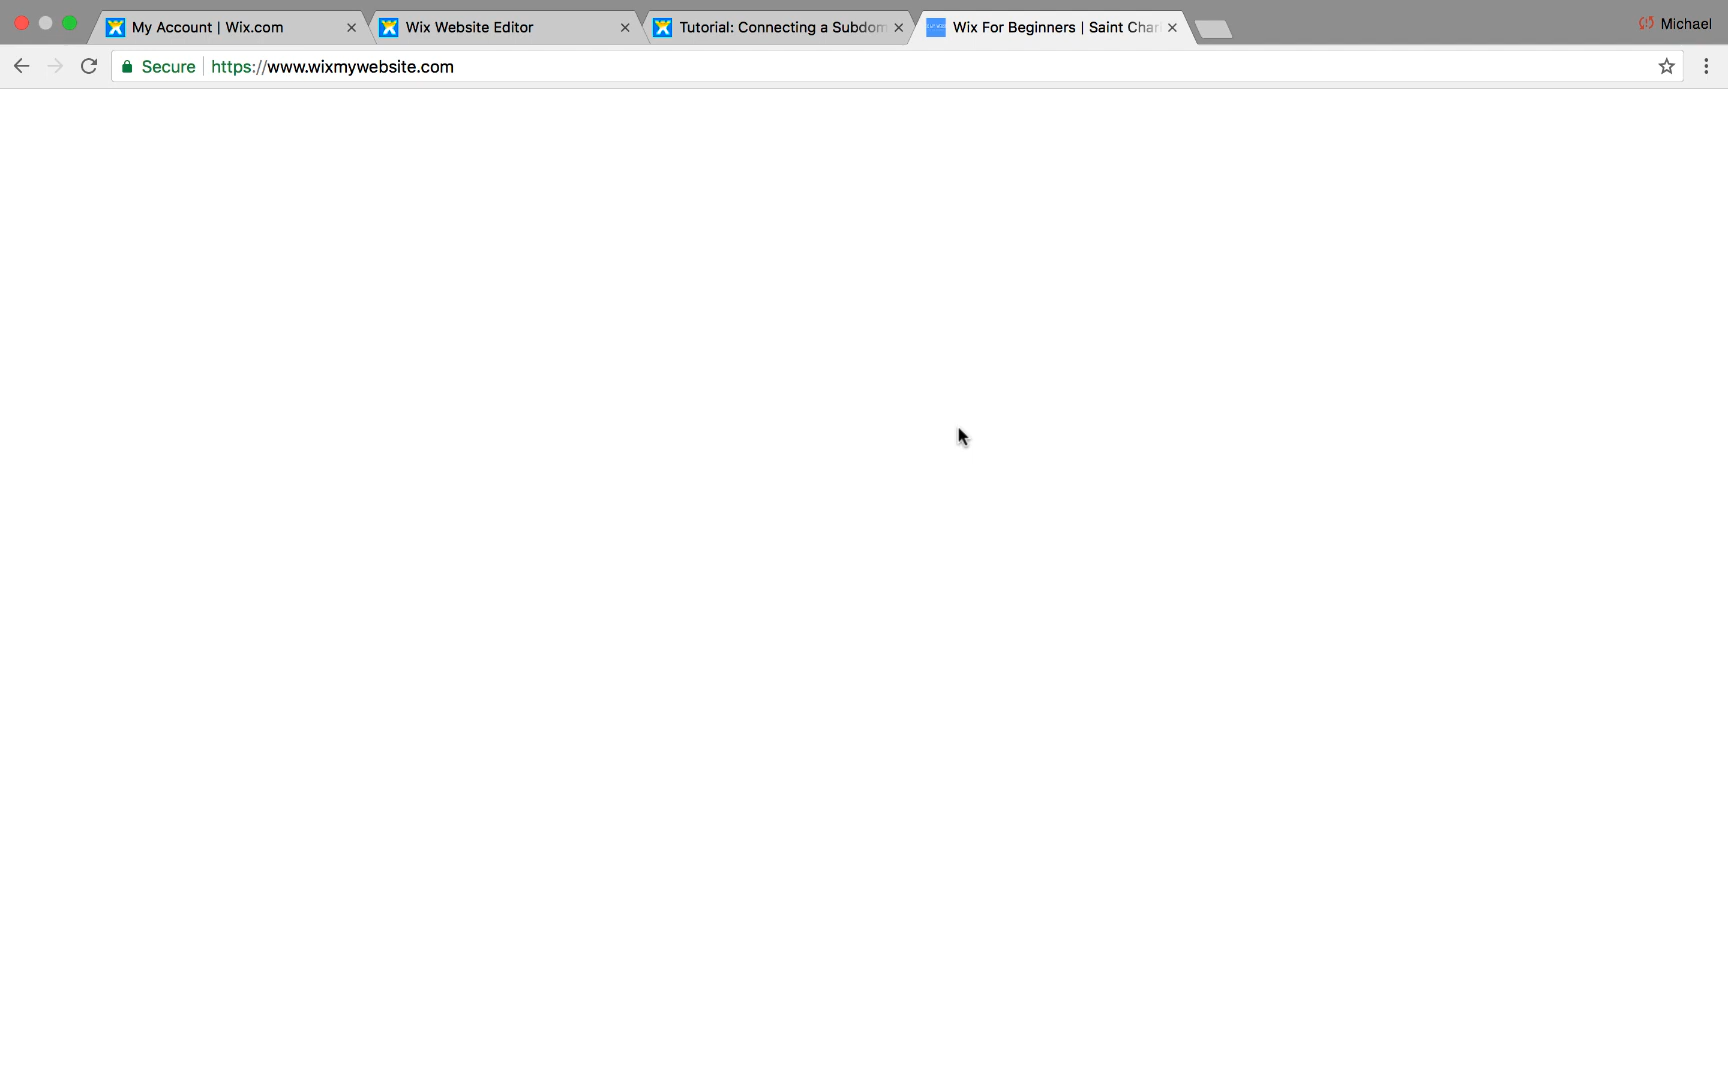 My Account | Wix.com
Wix Website Editor
Tutorial: Connecting a Subdom
Wix For Beginners | Saint Char
Michael
Secure
https://www.wixmywebsite.com